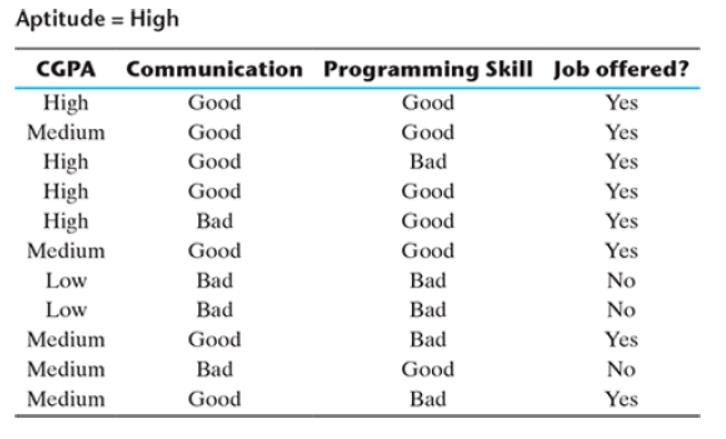 Aptitude = High
CGPA Communication Programming Skill Job offered?
High Good Good Yes
Medium Good Good Yes
High Good Bad Yes
High Good Good Yes
High Bad Good Yes
Medium Good Good Yes
Low Bad Bad No
Low Bad Bad No
Medium Good Bad Yes
Medium Bad Good No
Medium Good Bad Yes